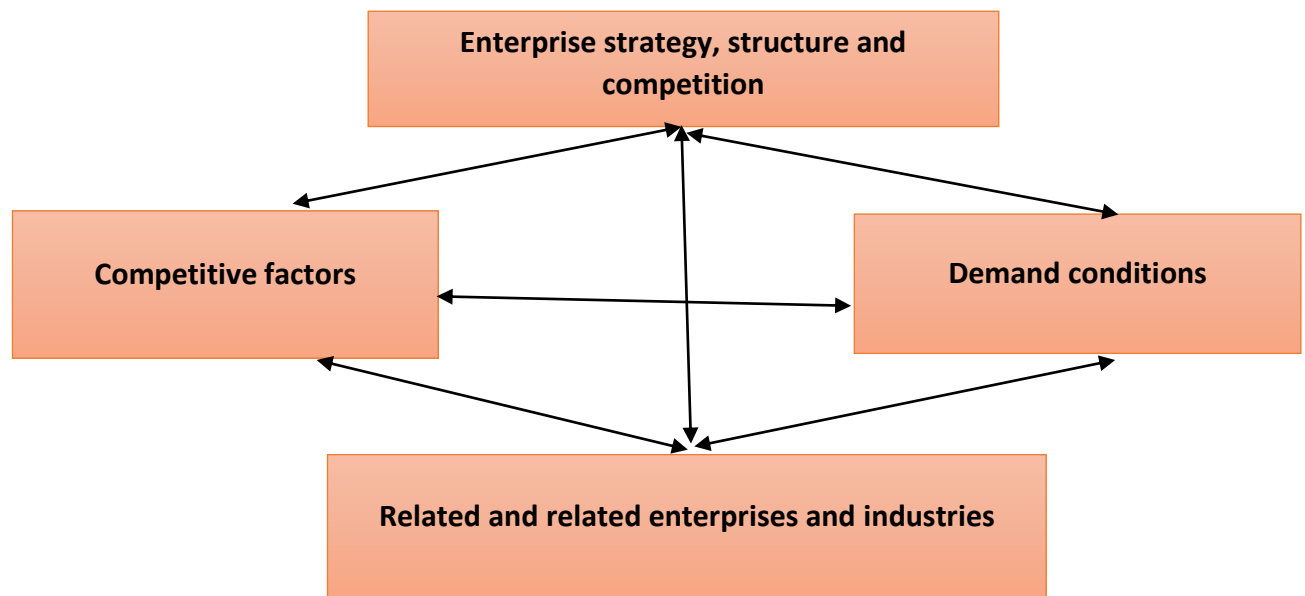 Enterprise strategy, structure and
competition
Competitive factors
Demand conditions
Related and related enterprises and industries